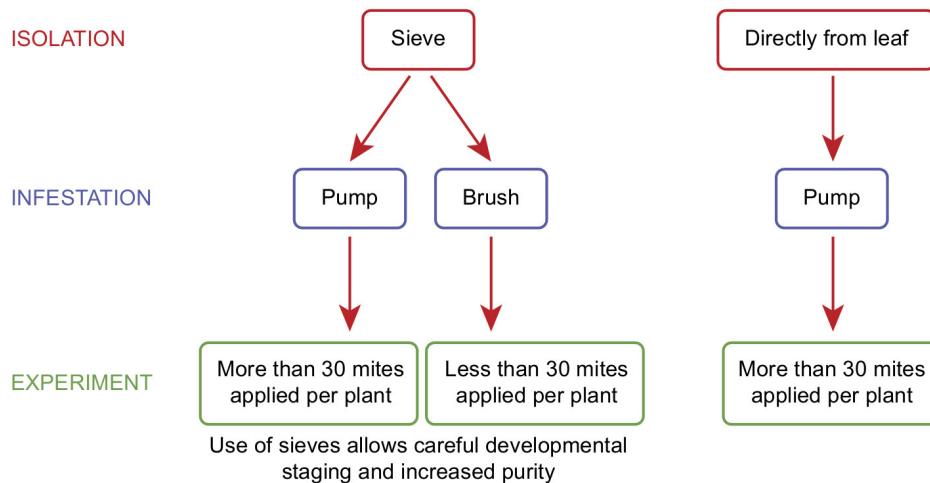 ISOLATION
Sieve
Directly from leaf
INFESTATION
Pump
Brush
Pump
EXPERIMENT
More than 30 mites
applied per plant
Less than 30 mites
applied per plant
More than 30 mites
applied per plant
Use of sieves allows careful developmental
staging and increased purity